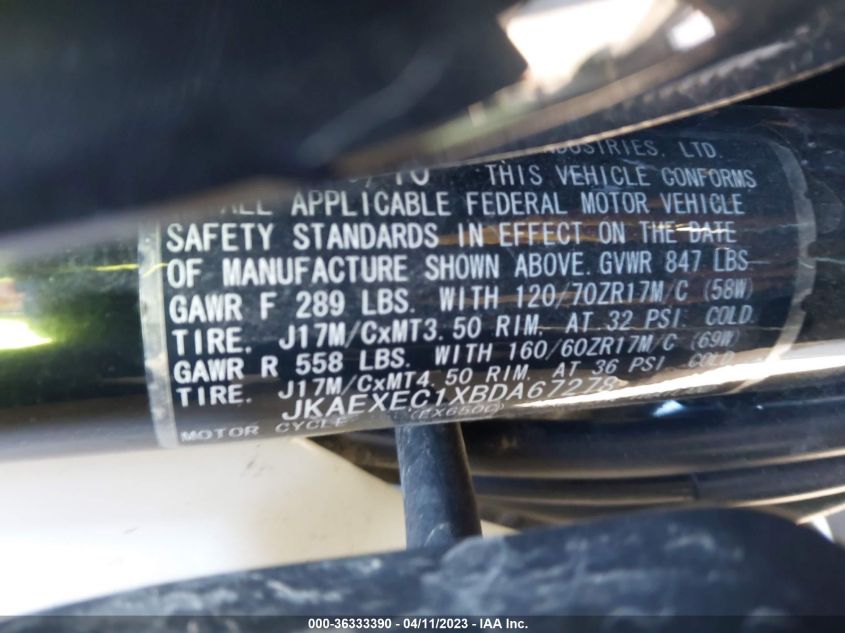 INDUSTRIES, LTD.
THIS VEHICLE CONFORMS
ALL APPLICABLE FEDERAL MOTOR VEHICLE
SAFETY STANDARDS IN EFFECT ON THE DATE
OF MANUFACTURE SHOWN ABOVE. GVWR 847 LBS
GAWR F 289 LBS. WITH 120/70ZR17M/C (58W)
TIRE, J17M/CxMT3.50 RIM, AT 32 PSI COLD
GAWR R 558 LBS. WITH 160/60ZR17M/C (69W)
TIRE, J17M/CxMT4.50 RIM, AT 36 PSI COLD
JKAEXEC1XBDA67278
MOTOR CYCLE (EX650C)
000-36333390 - 04/11/2023 - IAA Inc.